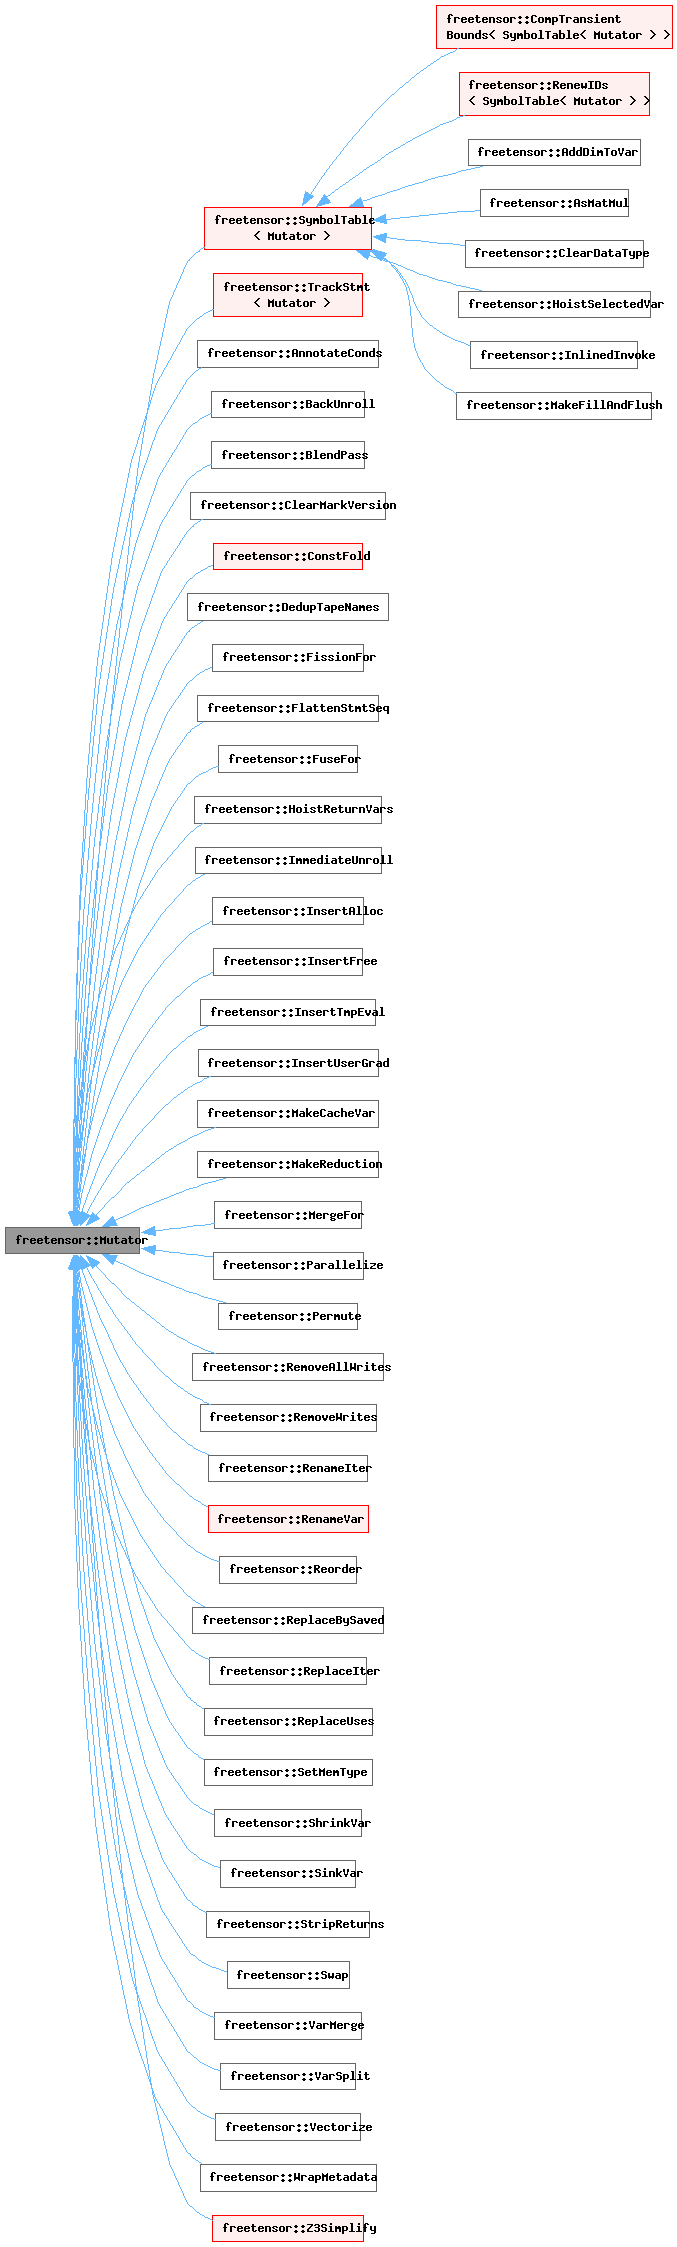 freetensor::CompTransient
Bounds< SymbolTable< Mutator > >
freetensor::RenewIDs
< SymbolTable< Mutator > >
freetensor::AddDimToVar
freetensor::AsMatMul
freetensor::SymbolTable
< Mutator >
freetensor::ClearDataType
freetensor::TrackStmt
< Mutator >
freetensor::HoistSelectedVar
freetensor::AnnotateConds
freetensor::InlinedInvoke
freetensor::BackUnroll
freetensor::MakeFillAndFlush
freetensor::BlendPass
freetensor::ClearMarkVersion
freetensor::ConstFold
freetensor::DedupTapeNames
freetensor::FissionFor
freetensor::FlattenStmtSeq
freetensor::FuseFor
freetensor::HoistReturnVars
freetensor::ImmediateUnroll
freetensor::InsertAlloc
freetensor::InsertFree
freetensor::InsertTmpEval
freetensor::InsertUserGrad
freetensor::MakeCacheVar
freetensor::MakeReduction
freetensor::MergeFor
freetensor::Mutator
freetensor::Parallelize
freetensor::Permute
freetensor::RemoveAllWrites
freetensor::RemoveWrites
freetensor::RenameIter
freetensor::RenameVar
freetensor::Reorder
freetensor::ReplaceBySaved
freetensor::ReplaceIter
freetensor::ReplaceUses
freetensor::SetMemType
freetensor::ShrinkVar
freetensor::SinkVar
freetensor::StripReturns
freetensor::Swap
freetensor::VarMerge
freetensor::VarSplit
freetensor::Vectorize
freetensor::WrapMetadata
freetensor::Z3Simplify